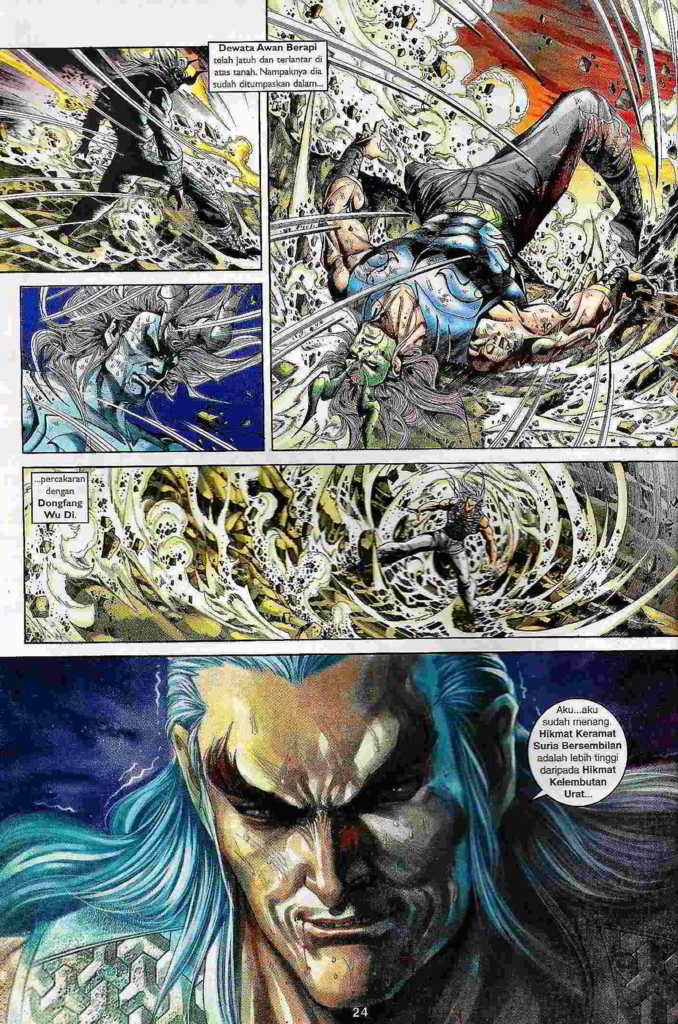 Dewata Awan Berapi
telah jatuh dan terlantar di
atas tanah. Nampaknya dia
sudah ditumpaskan dalam...
...percakaran
dengan
Dongfang
Wu Di.
Aku...aku
sudah menang.
Hikmat Keramat
Suria Bersembilan
adalah lebih tinggi
daripada Hikmat
Kelembutan
Urat...
24